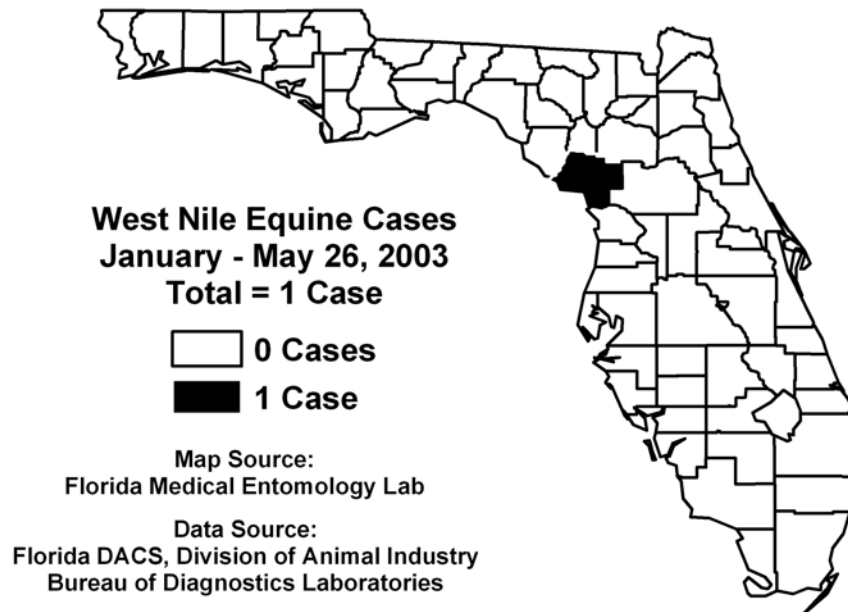 West Nile Equine Cases
January - May 26, 2003
Total = 1 Case
0 Cases
1 Case
Map Source:
Florida Medical Entomology Lab
Data Source:
Florida DACS, Division of Animal Industry
Bureau of Diagnostics Laboratories